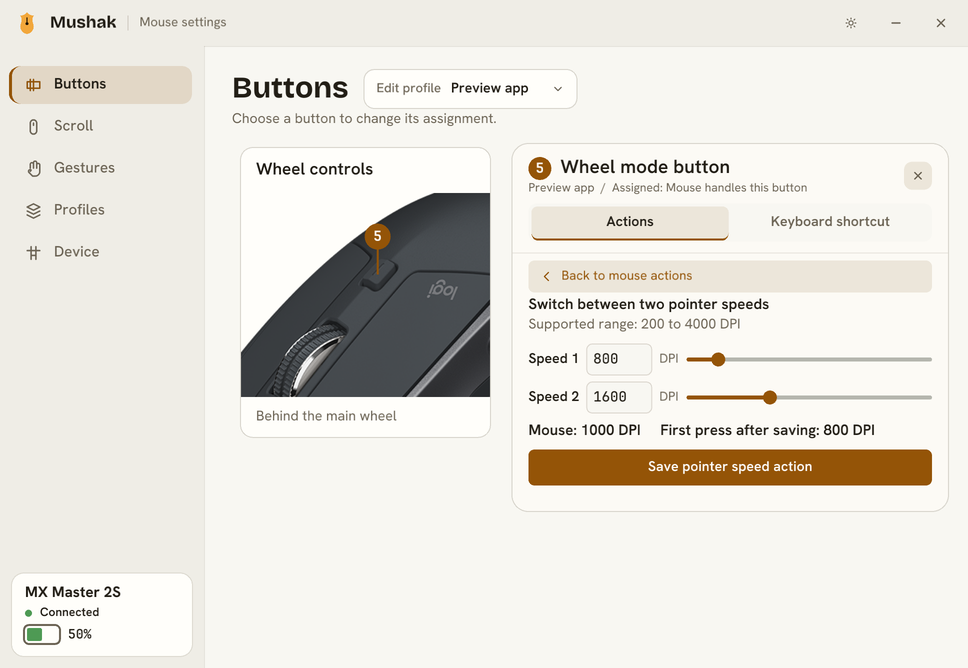 Mushak | Mouse settings
Buttons
Scroll
Gestures
Profiles
Device
MX Master 2S
Connected
50%
Buttons
Edit profile Preview app
Choose a button to change its assignment.
Wheel controls
5
logi
Behind the main wheel
5 Wheel mode button
Preview app / Assigned: Mouse handles this button
Actions Keyboard shortcut
Back to mouse actions
Switch between two pointer speeds
Supported range: 200 to 4000 DPI
Speed 1 800 DPI
Speed 2 1600 DPI
Mouse: 1000 DPI First press after saving: 800 DPI
Save pointer speed action